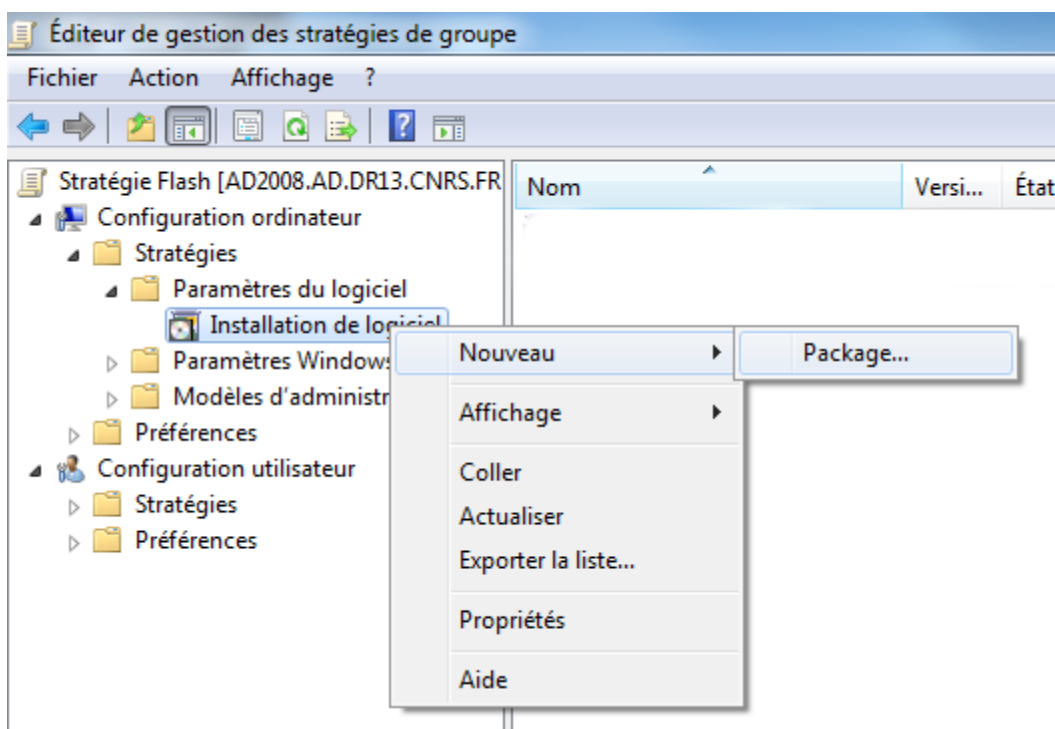 Éditeur de gestion des stratégies de groupe
Fichier Action Affichage ?
Stratégie Flash [AD2008.AD.DR13.CNRS.FR
Nom Versi... État
Configuration ordinateur
Stratégies
Paramètres du logiciel
Installation de logiciel
Paramètres Windows
Modèles d'administr
Préférences
Configuration utilisateur
Stratégies
Préférences
Nouveau
Package...
Affichage
Coller
Actualiser
Exporter la liste...
Propriétés
Aide